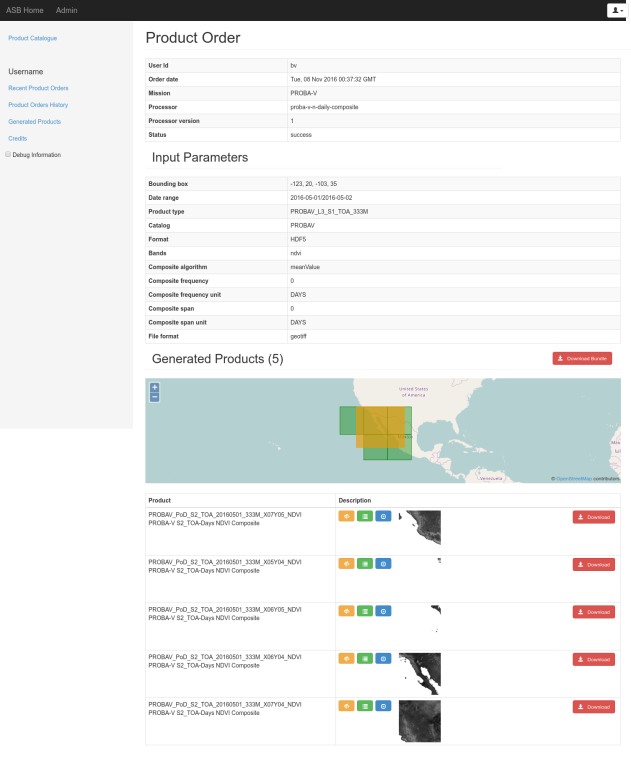 ASB Home Admin
Product Catalogue
Username
Recent Product Orders
Product Orders History
Generated Products
Credits
Debug Information
Product Order
User Id bv
Order date Tue, 08 Nov 2016 00:37:32 GMT
Mission PROBA-V
Processor proba-v-n-daily-composite
Processor version 1
Status success
Input Parameters
Bounding box -123, 20, -103, 35
Date range 2016-05-01/2016-05-02
Product type PROBAV_L3_S1_TOA_333M
Catalog PROBAV
Format HDF5
Bands ndvi
Composite algorithm meanValue
Composite frequency 0
Composite frequency unit DAYS
Composite span 0
Composite span unit DAYS
File format geotiff
Generated Products (5) Download Bundle
+
−
United States
of America
Venezuela
© OpenStreetMap contributors.
Product Description
PROBAV_PoD_S2_TOA_20160501_333M_X07Y05_NDVI Download
PROBA-V S2_TOA-Days NDVI Composite
PROBAV_PoD_S2_TOA_20160501_333M_X05Y04_NDVI Download
PROBA-V S2_TOA-Days NDVI Composite
PROBAV_PoD_S2_TOA_20160501_333M_X06Y05_NDVI Download
PROBA-V S2_TOA-Days NDVI Composite
PROBAV_PoD_S2_TOA_20160501_333M_X06Y04_NDVI Download
PROBA-V S2_TOA-Days NDVI Composite
PROBAV_PoD_S2_TOA_20160501_333M_X07Y04_NDVI Download
PROBA-V S2_TOA-Days NDVI Composite